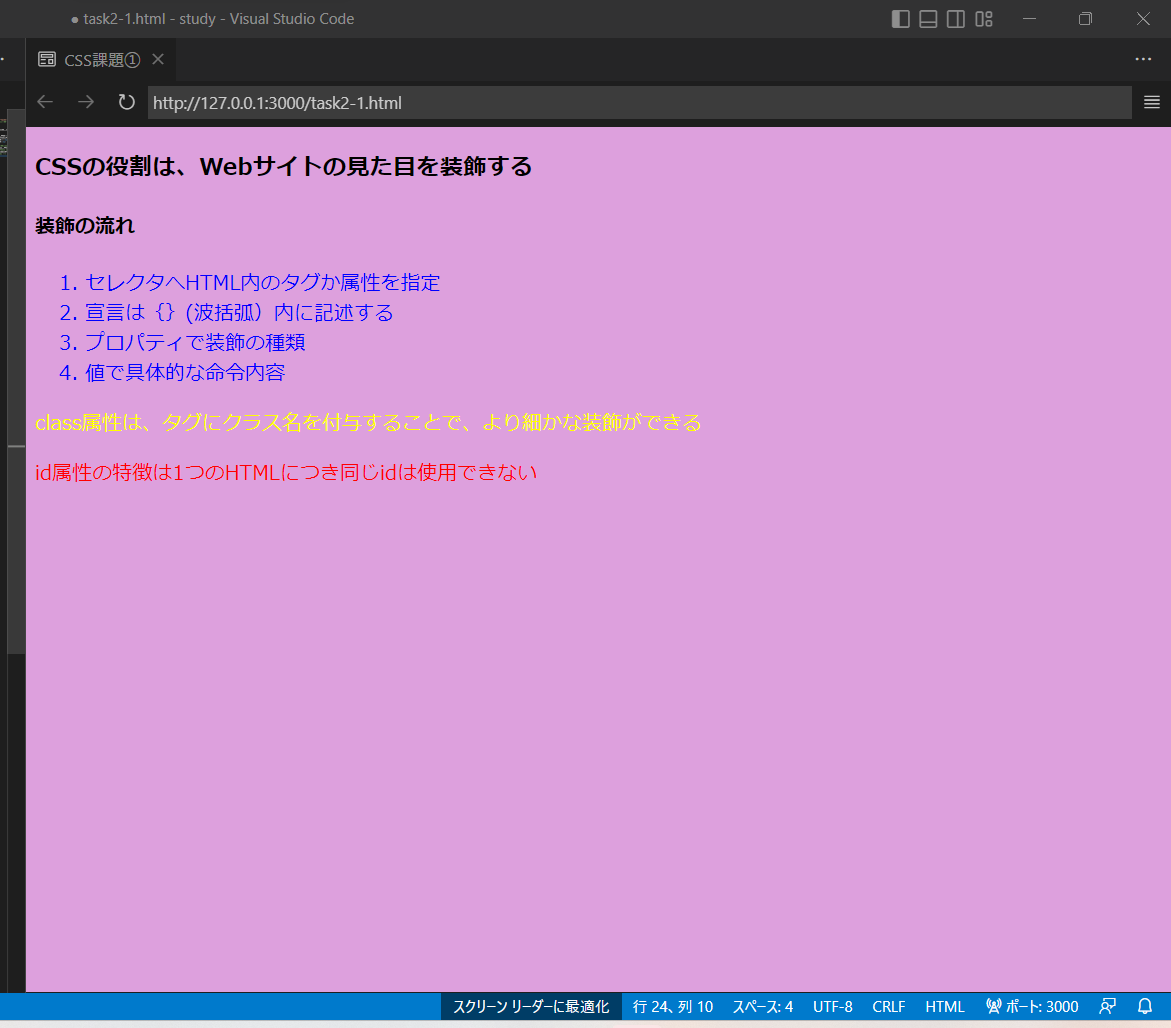 ● task2-1.html - study - Visual Studio Code
CSS課題①
http://127.0.0.1:3000/task2-1.html
CSSの役割は、Webサイトの見た目を装飾する
装飾の流れ
1. セレクタへHTML内のタグか属性を指定
2. 宣言は｛｝(波括弧）内に記述する
3. プロパティで装飾の種類
4. 値で具体的な命令内容
class属性は、タグにクラス名を付与することで、より細かな装飾ができる
id属性の特徴は1つのHTMLにつき同じidは使用できない
スクリーン リーダーに最適化 行 24、列 10 スペース: 4 UTF-8 CRLF HTML ポート: 3000